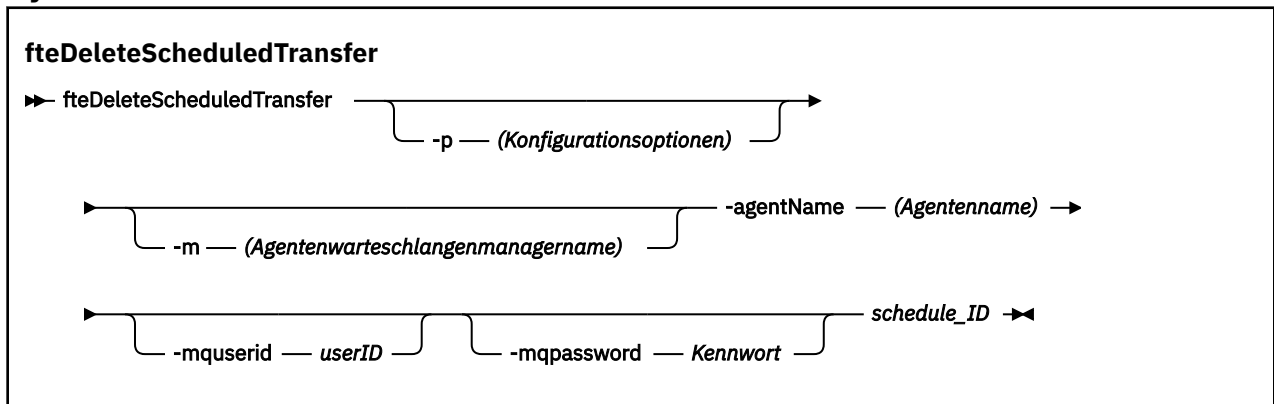 fteDeleteScheduledTransfer
fteDeleteScheduledTransfer
-p — (Konfigurationsoptionen)
-agentName — (Agentenname)
-m — (Agentenwarteschlangenmanagername)
schedule_ID
-mquserid — userID -mqpassword — Kennwort